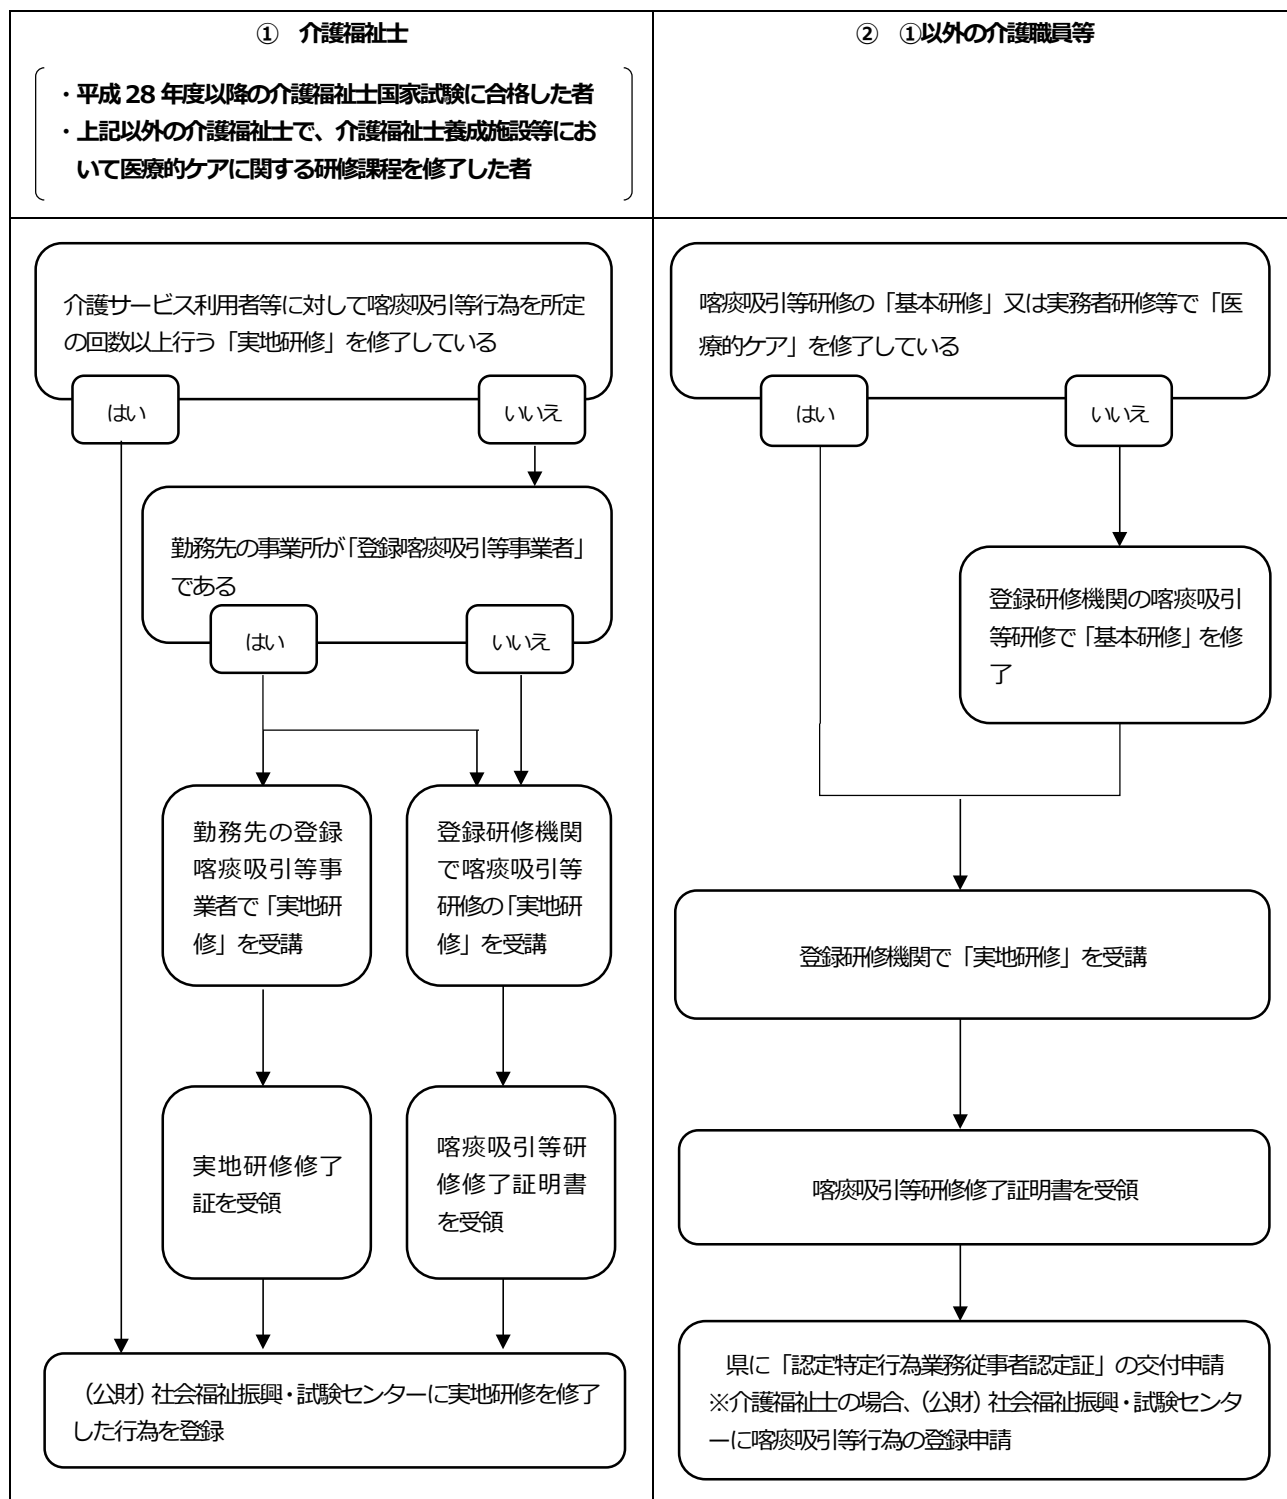 ① 介護福祉士
・平成 28 年度以降の介護福祉士国家試験に合格した者
・上記以外の介護福祉士で、介護福祉士養成施設等にお
いて医療的ケアに関する研修課程を修了した者
② ①以外の介護職員等
介護サービス利用者等に対して喀痰吸引等行為を所定
の回数以上行う「実地研修」を修了している
はい
いいえ
勤務先の事業所が「登録喀痰吸引等事業者」
である
はい
いいえ
勤務先の登録
喀痰吸引等事
業者で「実地研
修」を受講
登録研修機関
で喀痰吸引等
研修の「実地研
修」を受講
実地研修修了
証を受領
喀痰吸引等研
修修了証明書
を受領
（公財）社会福祉振興・試験センターに実地研修を修了
した行為を登録
喀痰吸引等研修の「基本研修」又は実務者研修等で「医
療的ケア」を修了している
はい
いいえ
登録研修機関の喀痰吸引
等研修で「基本研修」を修
了
登録研修機関で「実地研修」を受講
喀痰吸引等研修修了証明書を受領
県に「認定特定行為業務従事者認定証」の交付申請
※介護福祉士の場合、（公財）社会福祉振興・試験センタ
ーに喀痰吸引等行為の登録申請